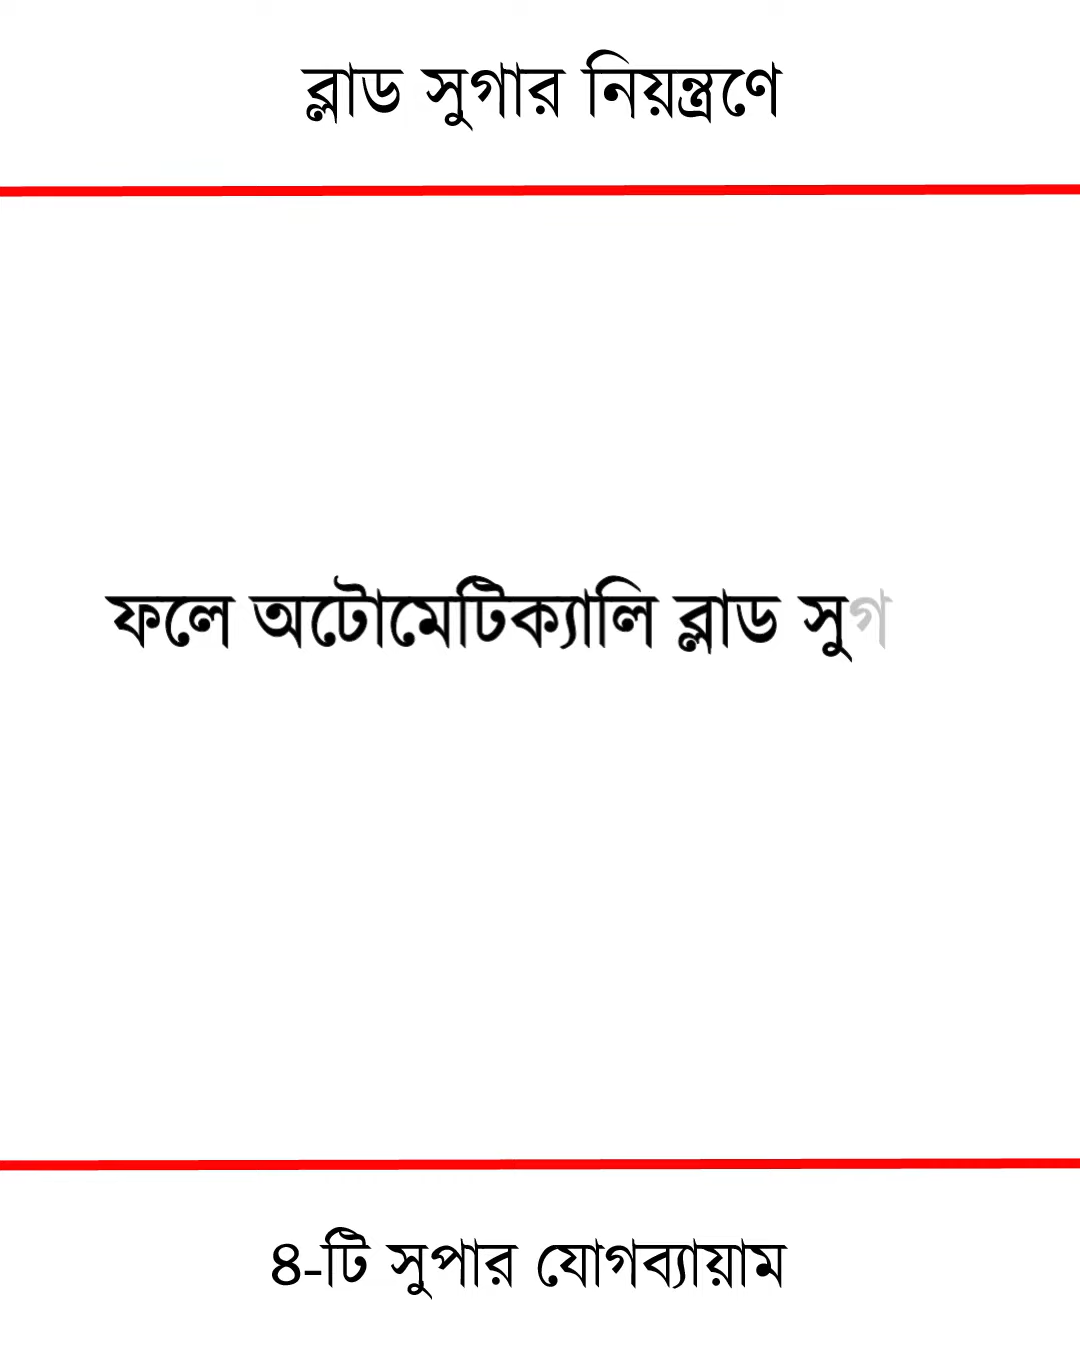 ব্লাড সুগার নিয়ন্ত্রণে
ফলে অটোমেটিক্যালি ব্লাড সুগ
৪-টি সুপার যোগব্যায়াম